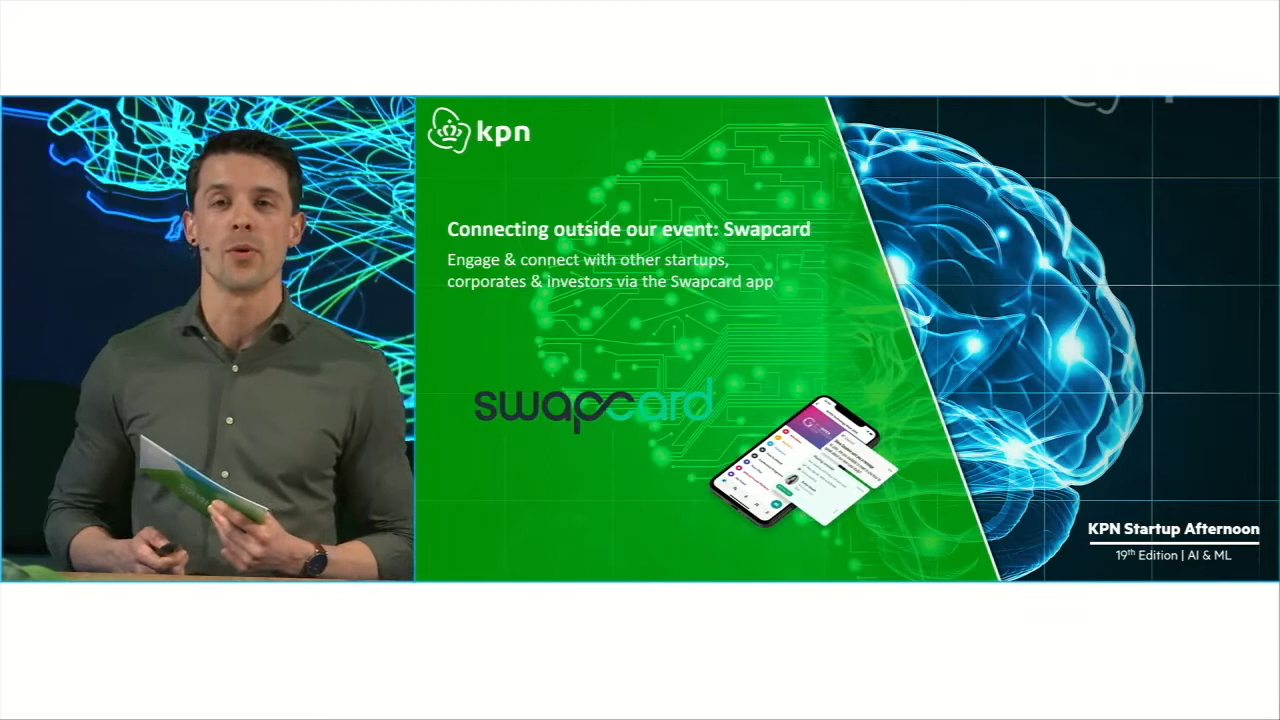 kpn
Connecting outside our event: Swapcard
Engage & connect with other startups,
corporates & investors via the Swapcard app
swapcard
KPN Startup Afternoon
19th Edition | AI & ML